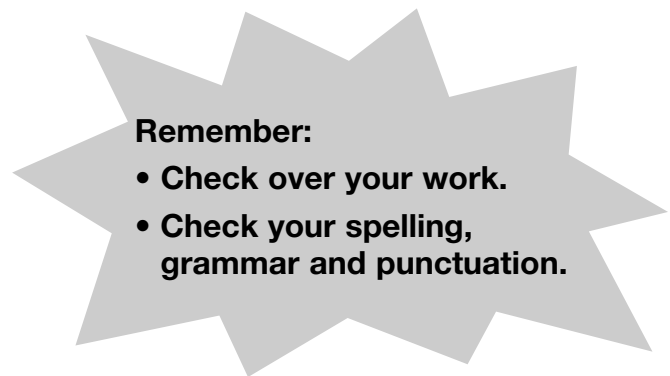 Remember:
• Check over your work.
• Check your spelling,
grammar and punctuation.